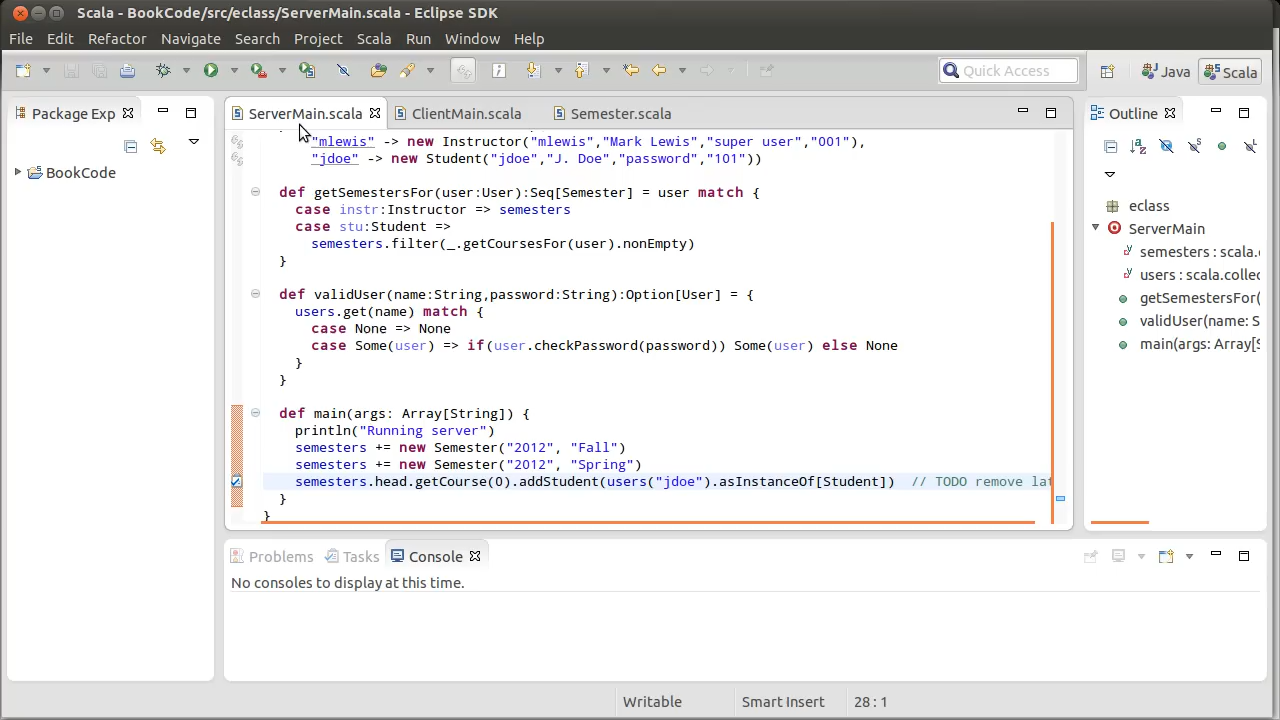 Scala - BookCode/src/eclass/ServerMain.scala - Eclipse SDK
File Edit Refactor Navigate Search Project Scala Run Window Help
Quick Access
Java
Scala
Package Exp
BookCode
ServerMain.scala
ClientMain.scala
Semester.scala
"mlewis" -> new Instructor("mlewis","Mark Lewis","super user","001"),
"jdoe" -> new Student("jdoe","J. Doe","password","101"))
def getSemestersFor(user:User):Seq[Semester] = user match {
case instr:Instructor => semesters
case stu:Student =>
semesters.filter(_.getCoursesFor(user).nonEmpty)
}
def validUser(name:String,password:String):Option[User] = {
users.get(name) match {
case None => None
case Some(user) => if(user.checkPassword(password)) Some(user) else None
}
}
def main(args: Array[String]) {
println("Running server")
semesters += new Semester("2012", "Fall")
semesters += new Semester("2012", "Spring")
semesters.head.getCourse(0).addStudent(users("jdoe").asInstanceOf[Student]) // TODO remove lat
}
}
Outline
eclass
ServerMain
semesters : scala.c
users : scala.collec
getSemestersFor(
validUser(name: S
main(args: Array[S
Problems
Tasks
Console
No consoles to display at this time.
Writable
Smart Insert
28 : 1